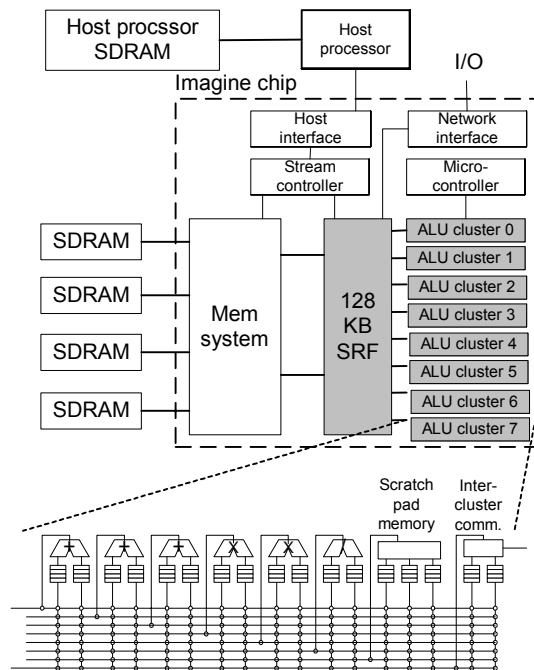 Host procssor
SDRAM
Host
processor
I/O
Imagine chip
Host
interface
Network
interface
Stream
controller
Micro-
controller
SDRAM
SDRAM
SDRAM
SDRAM
Mem
system
128
KB
SRF
ALU cluster 0
ALU cluster 1
ALU cluster 2
ALU cluster 3
ALU cluster 4
ALU cluster 5
ALU cluster 6
ALU cluster 7
Scratch
pad
memory
Inter-
cluster
comm.
+
+
+
X
X
/